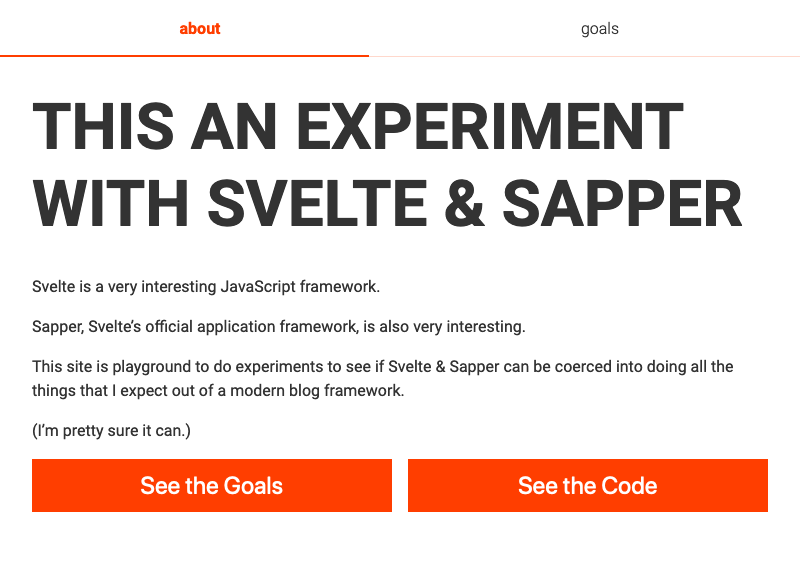 about
goals
THIS AN EXPERIMENT
WITH SVELTE & SAPPER
Svelte is a very interesting JavaScript framework.
Sapper, Svelte’s official application framework, is also very interesting.
This site is playground to do experiments to see if Svelte & Sapper can be coerced into doing all the
things that I expect out of a modern blog framework.
(I’m pretty sure it can.)
See the Goals
See the Code